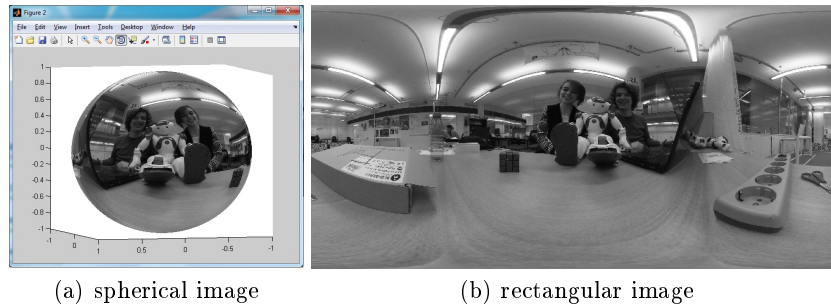 Figure 2
File Edit View Insert Tools Desktop Window Help
1
0.8
0.6
0.4
0.2
0
-0.2
-0.4
-0.6
-0.8
-1
-1 0 1 0.5 0 -0.5 -1
(a) spherical image
(b) rectangular image